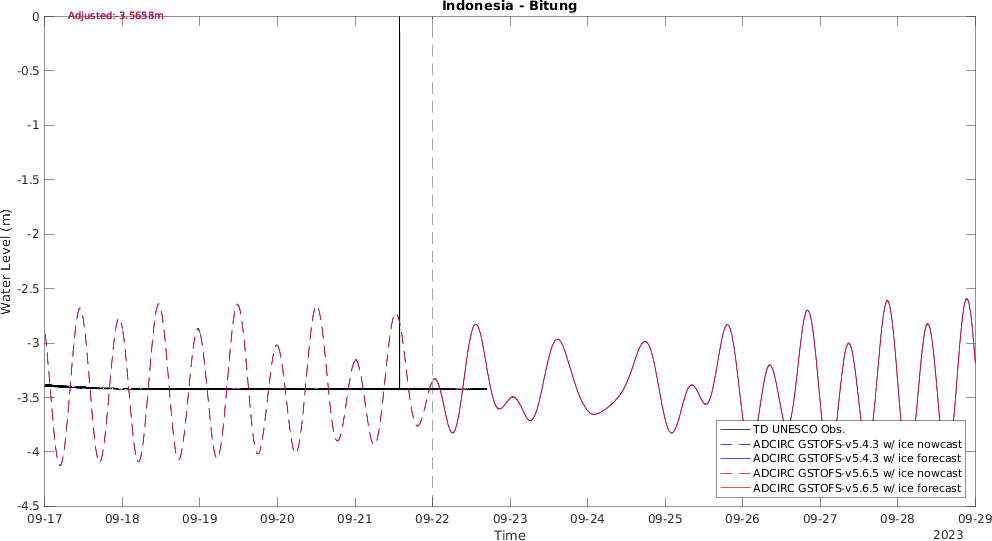 Indonesia - Bitung
Adjusted:-3.5658m
0
-0.5
-1
-1.5
-2
-2.5
-3
-3.5
-4
-4.5
Water Level (m)
TD UNESCO Obs.
ADCIRC GSTOFS-v5.4.3 w/ ice nowcast
ADCIRC GSTOFS-v5.4.3 w/ ice forecast
ADCIRC GSTOFS-v5.6.5 w/ ice nowcast
ADCIRC GSTOFS-v5.6.5 w/ ice forecast
09-17 09-18 09-19 09-20 09-21 09-22 09-23 09-24 09-25 09-26 09-27 09-28 09-29
Time
2023